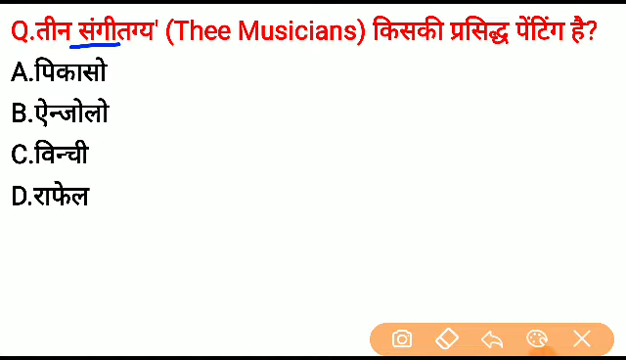 Q.तीन संगीतग्य' (Thee Musicians) किसकी प्रसिद्ध पेंटिंग है?
A.पिकासो
B.ऐन्जोलो
C.विन्ची
D.राफेल